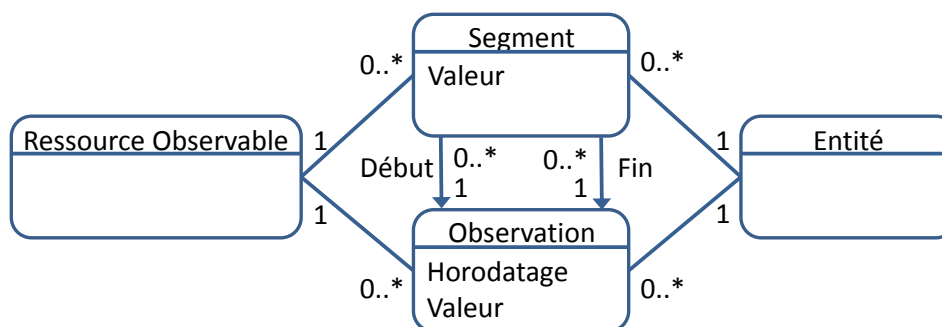 Segment
0..* 0..*
Valeur
Ressource Observable
Entité
1 1
Début 0..* 0..* Fin
1 1
1 1
Observation
Horodatage
0..* 0..*
Valeur